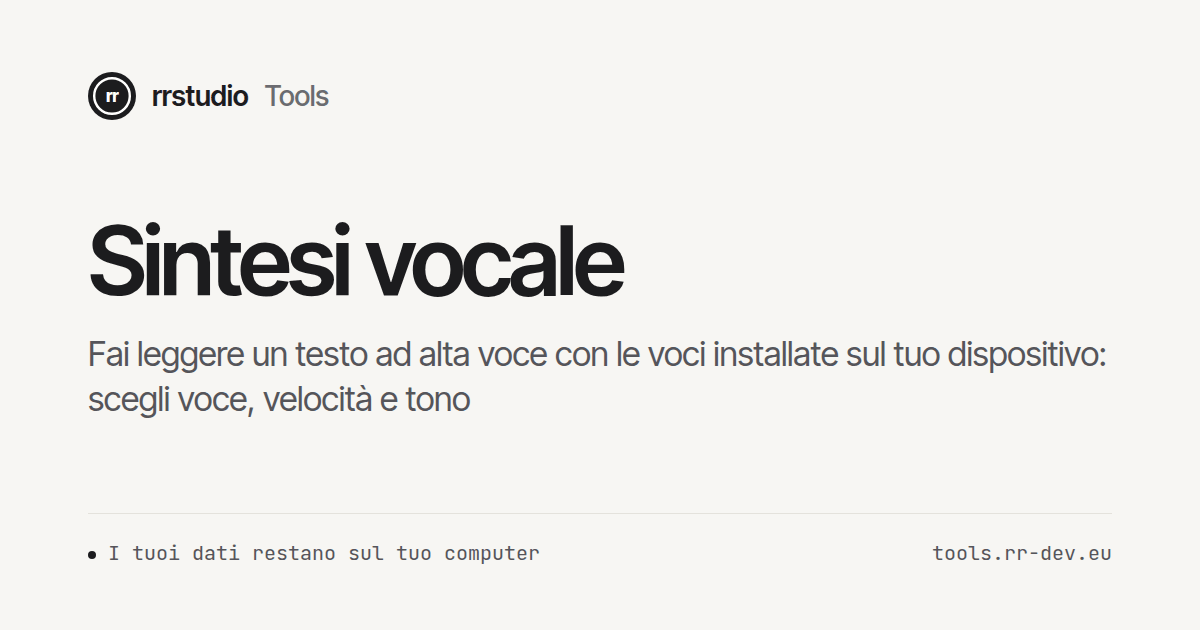 rr rrstudio Tools
Sintesi vocale
Fai leggere un testo ad alta voce con le voci installate sul tuo dispositivo:
scegli voce, velocità e tono
I tuoi dati restano sul tuo computer
tools.rr-dev.eu